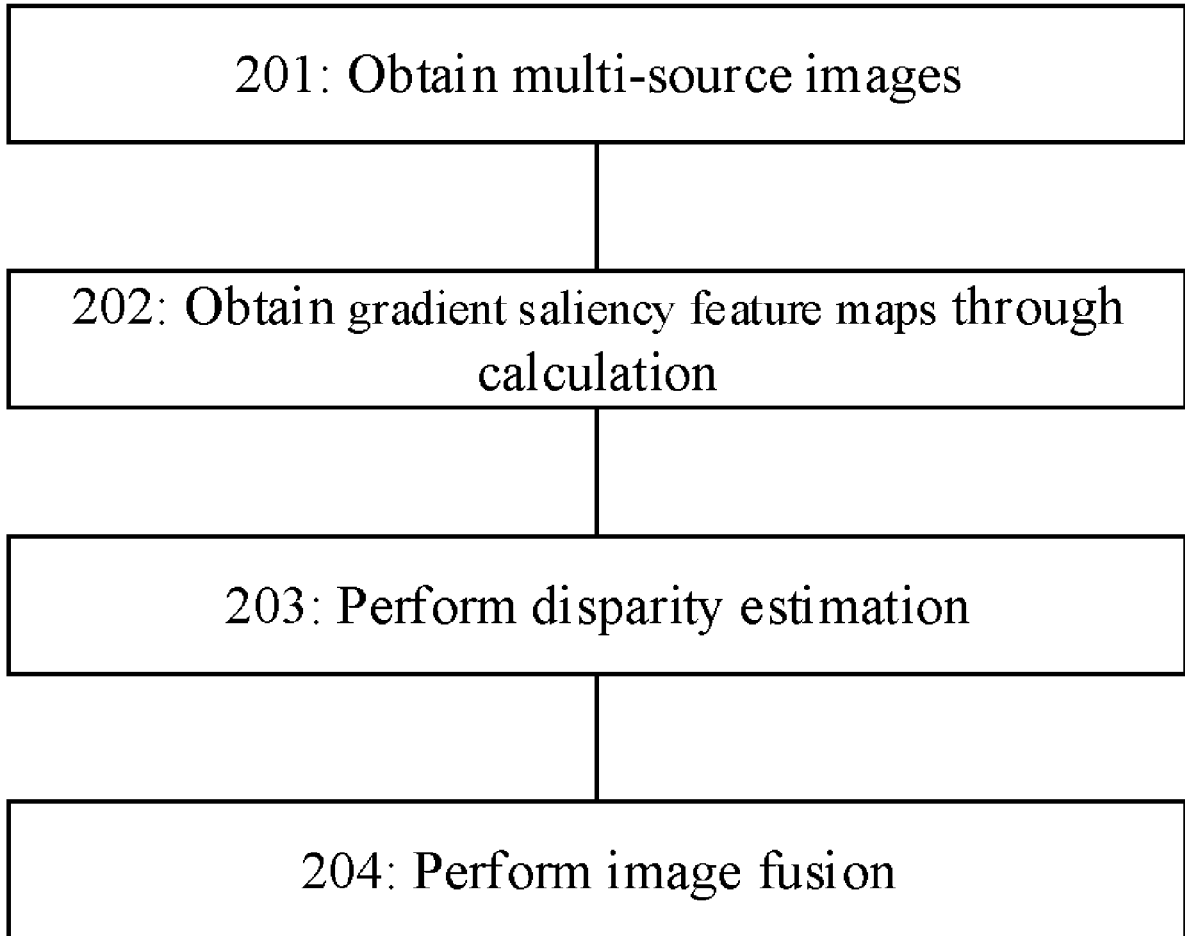 201: Obtain multi-source images
202: Obtain gradient saliency feature maps through
calculation
203: Perform disparity estimation
204: Perform image fusion